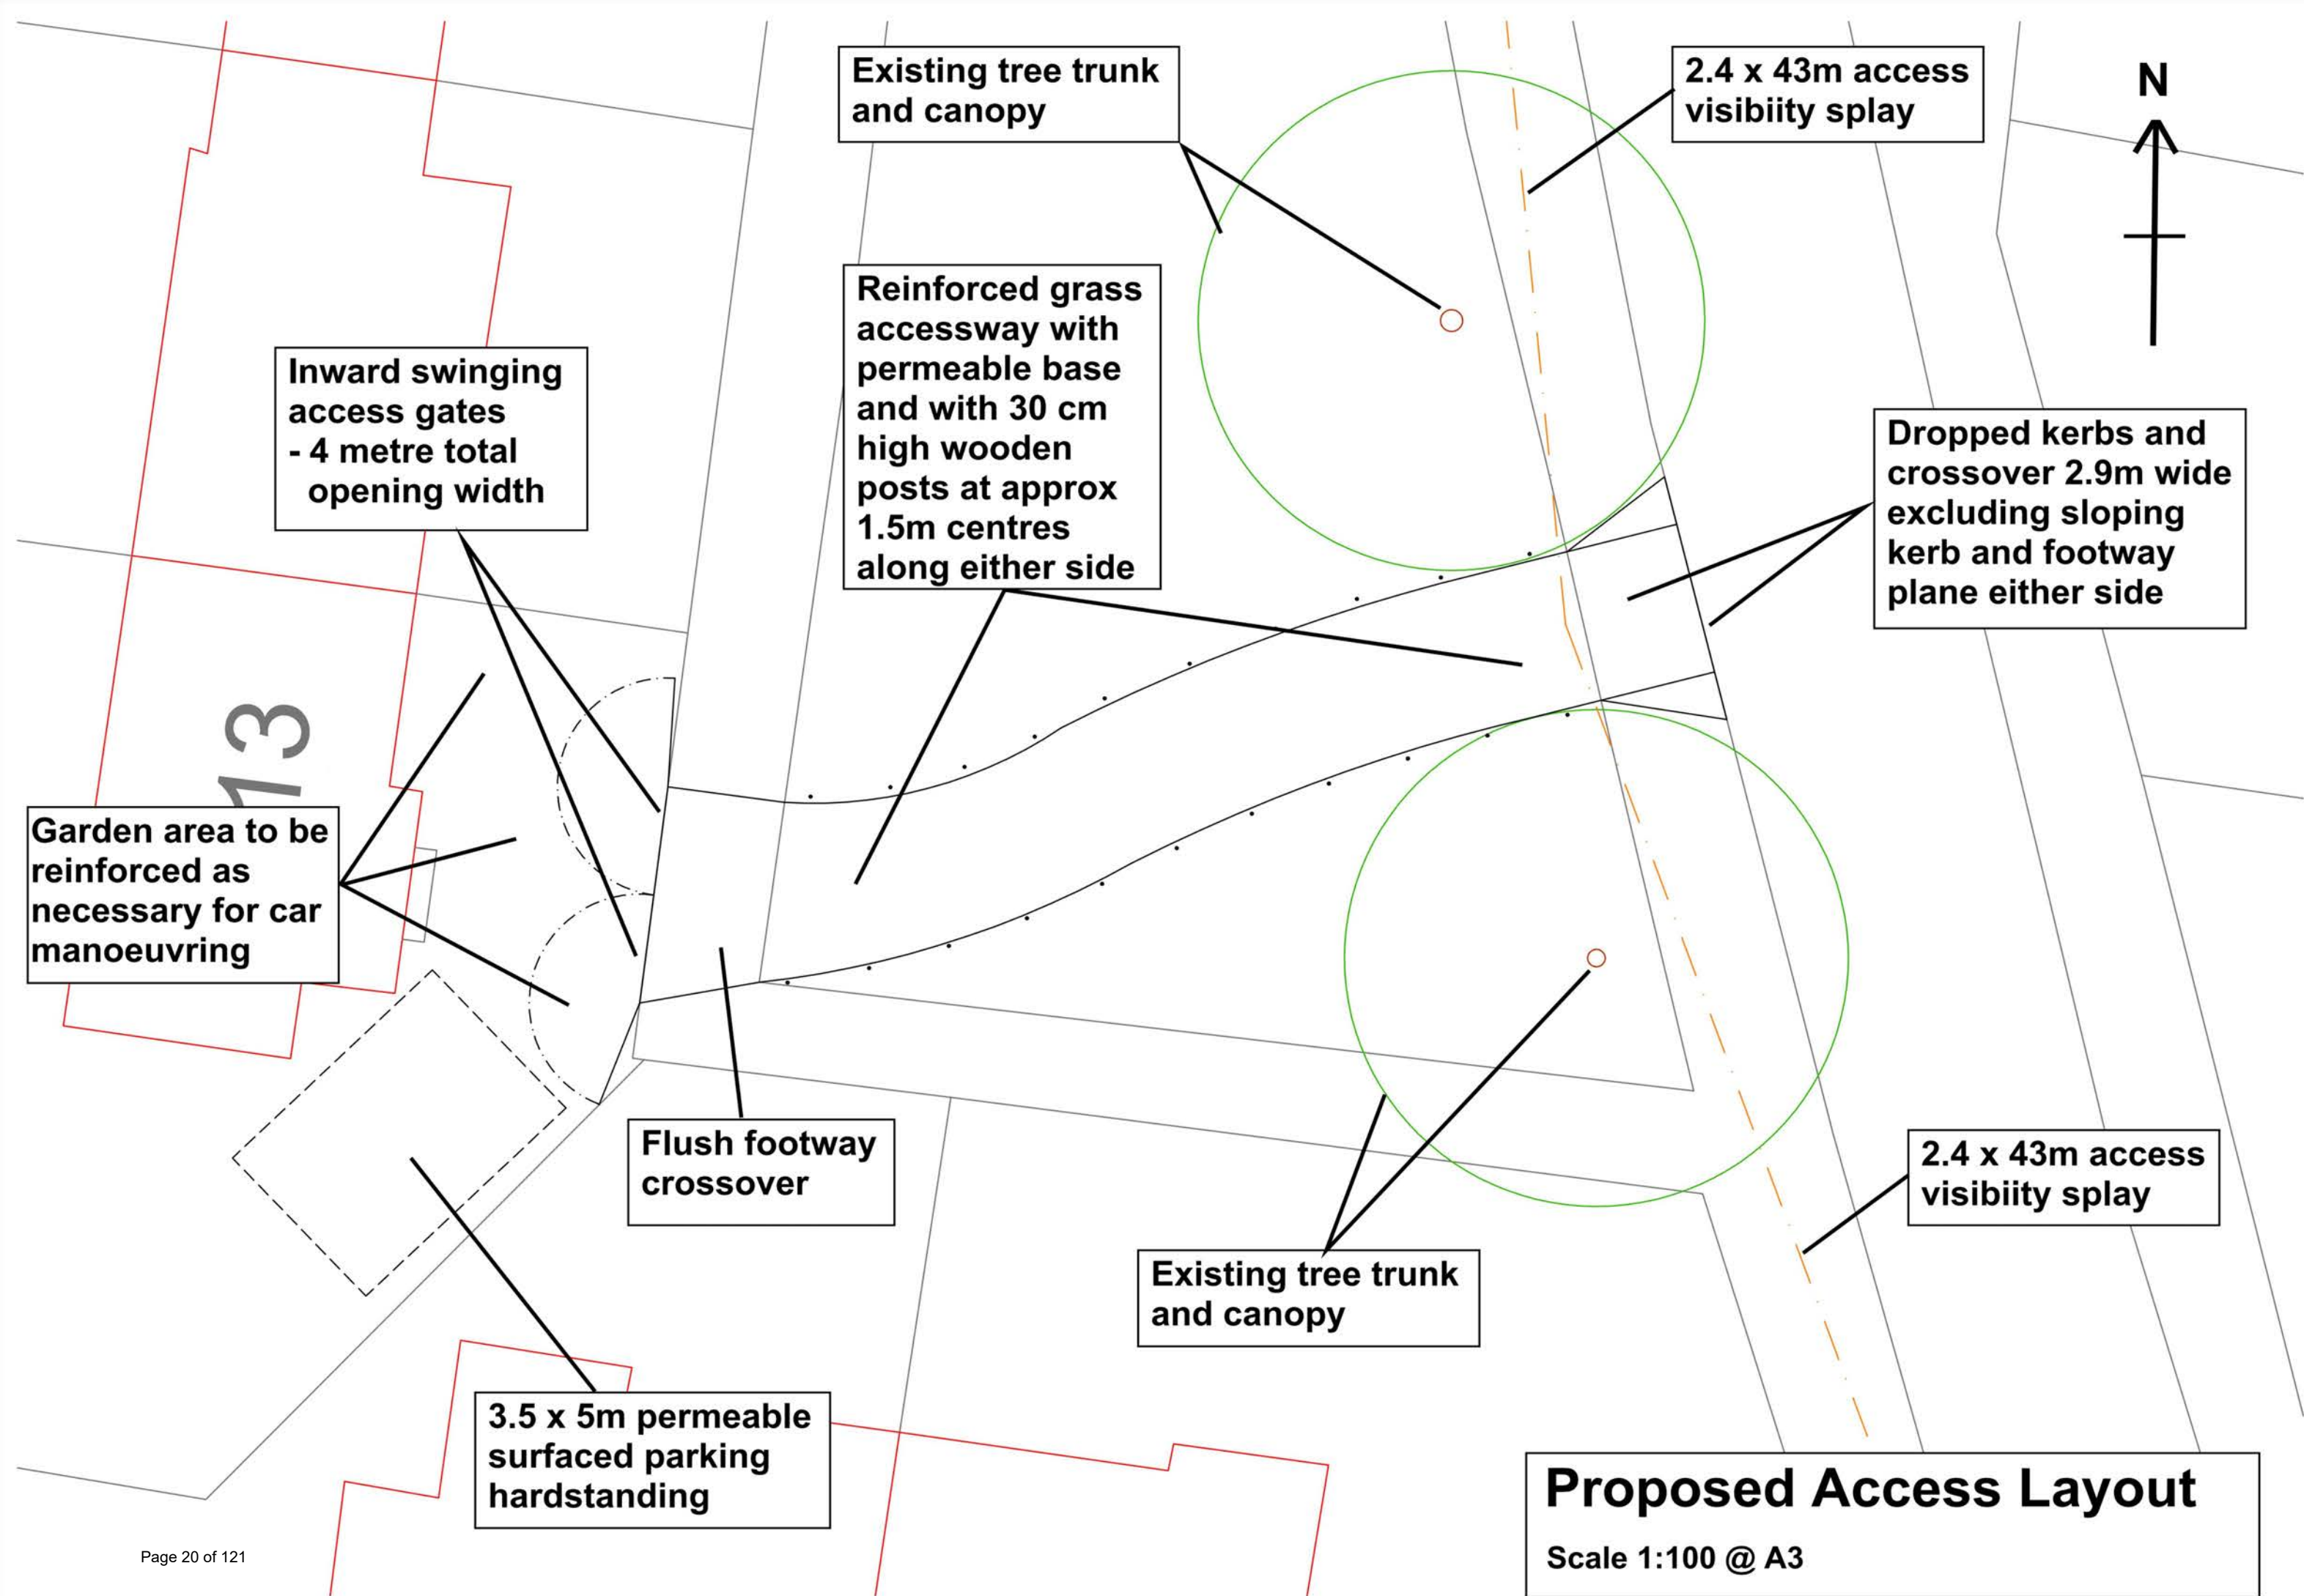 Existing tree trunk
and canopy
2.4 x 43m access
visibiity splay
N
Reinforced grass
accessway with
permeable base
and with 30 cm
high wooden
posts at approx
1.5m centres
along either side
Inward swinging
access gates
- 4 metre total
opening width
Dropped kerbs and
crossover 2.9m wide
excluding sloping
kerb and footway
plane either side
13
Garden area to be
reinforced as
necessary for car
manoeuvring
Flush footway
crossover
2.4 x 43m access
visibiity splay
Existing tree trunk
and canopy
3.5 x 5m permeable
surfaced parking
hardstanding
Proposed Access Layout
Scale 1:100 @ A3
Page 20 of 121